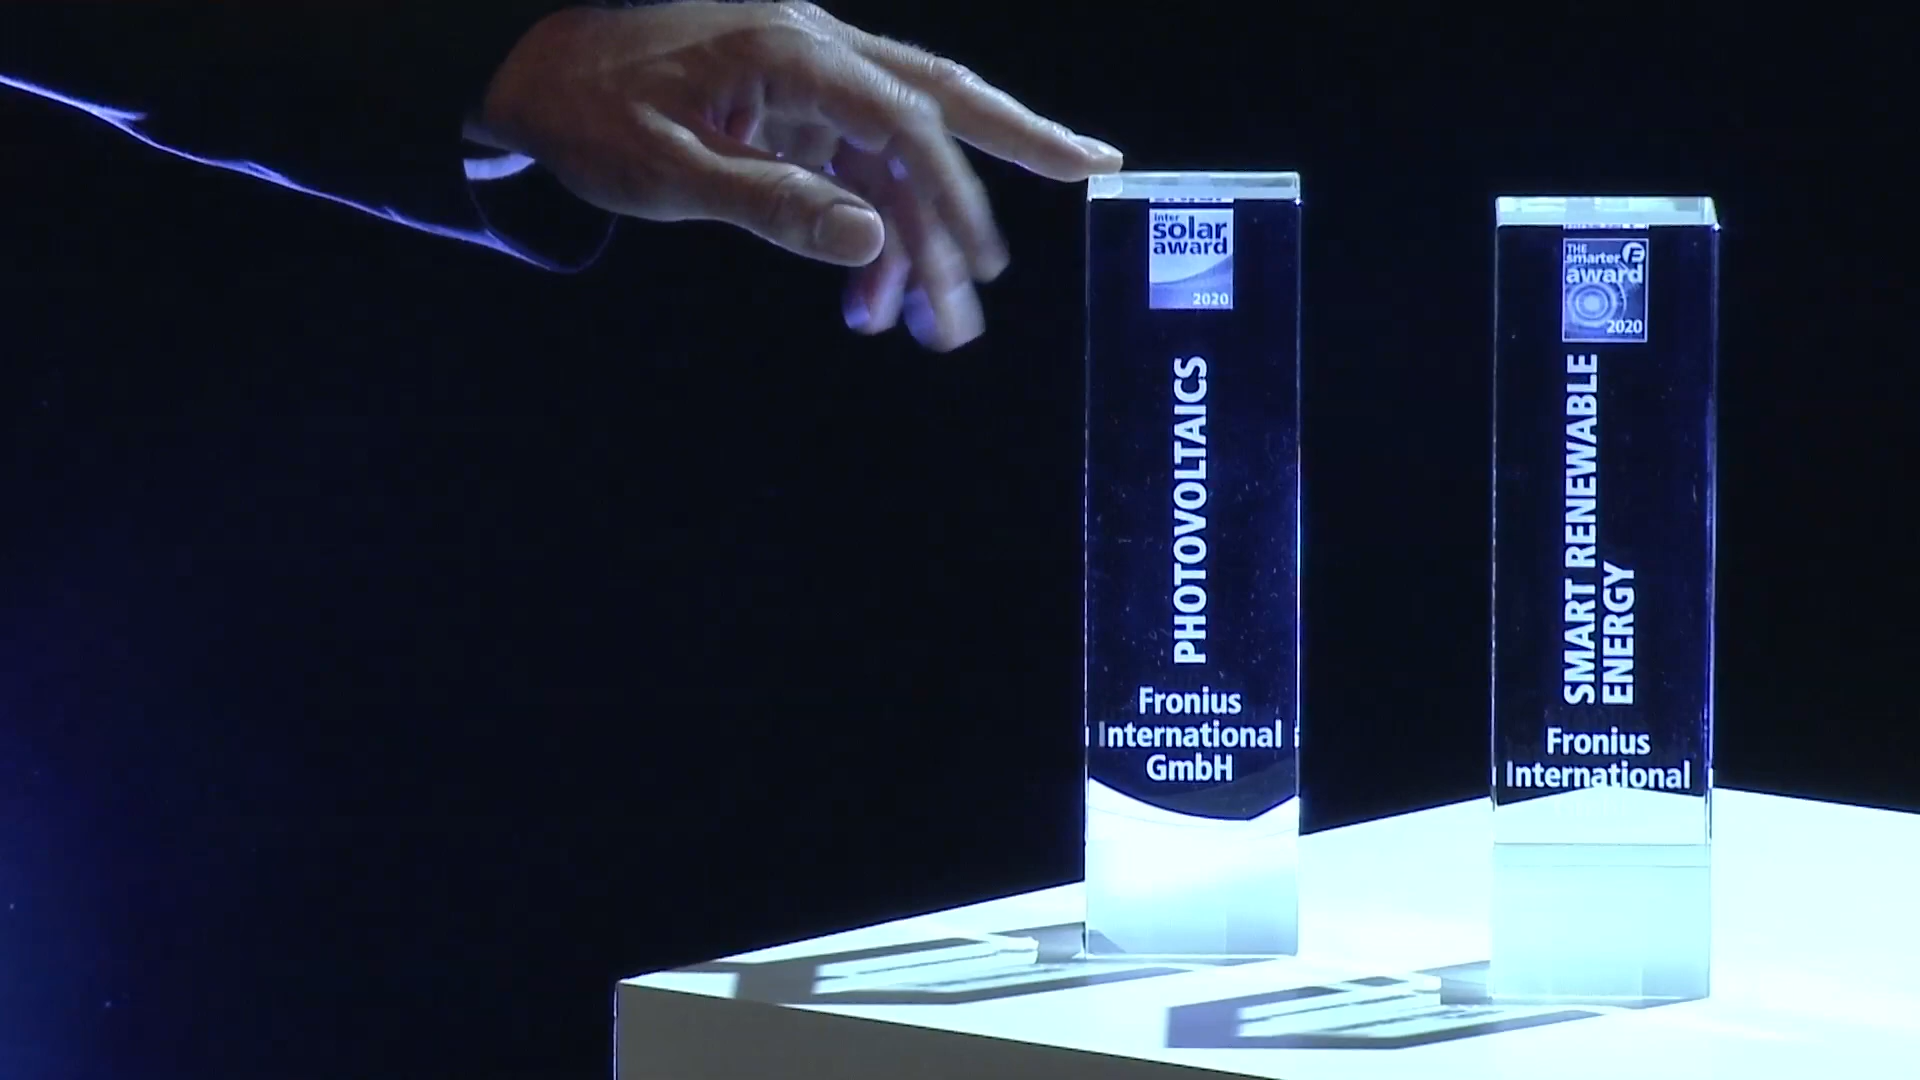 inter
solar
award
2020
PHOTOVOLTAICS
Fronius
International
GmbH
THE
smarter E
award
2020
SMART RENEWABLE
ENERGY
Fronius
International